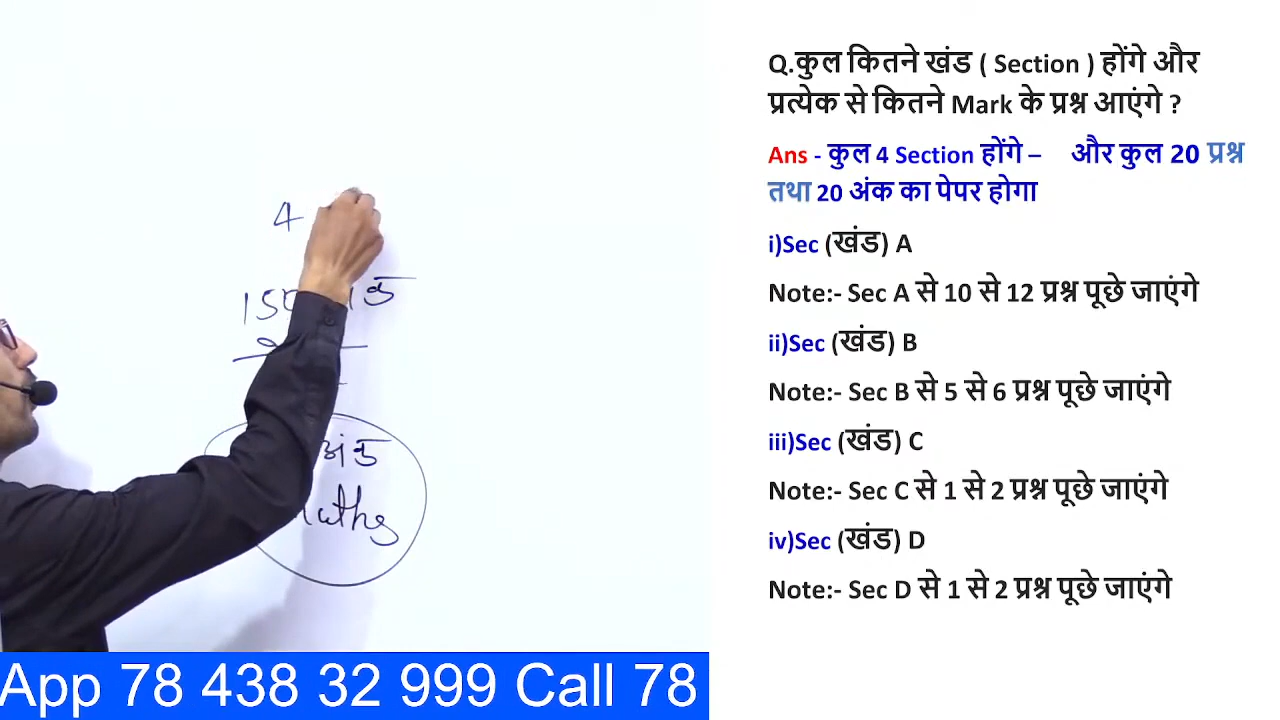 Q.कुल कितने खंड ( Section ) होंगे और
प्रत्येक से कितने Mark के प्रश्न आएंगे ?
Ans - कुल 4 Section होंगे – और कुल 20 प्रश्न
तथा 20 अंक का पेपर होगा
i)Sec (खंड) A
Note:- Sec A से 10 से 12 प्रश्न पूछे जाएंगे
ii)Sec (खंड) B
Note:- Sec B से 5 से 6 प्रश्न पूछे जाएंगे
iii)Sec (खंड) C
Note:- Sec C से 1 से 2 प्रश्न पूछे जाएंगे
iv)Sec (खंड) D
Note:- Sec D से 1 से 2 प्रश्न पूछे जाएंगे
4
अंक
App 78 438 32 999 Call 78